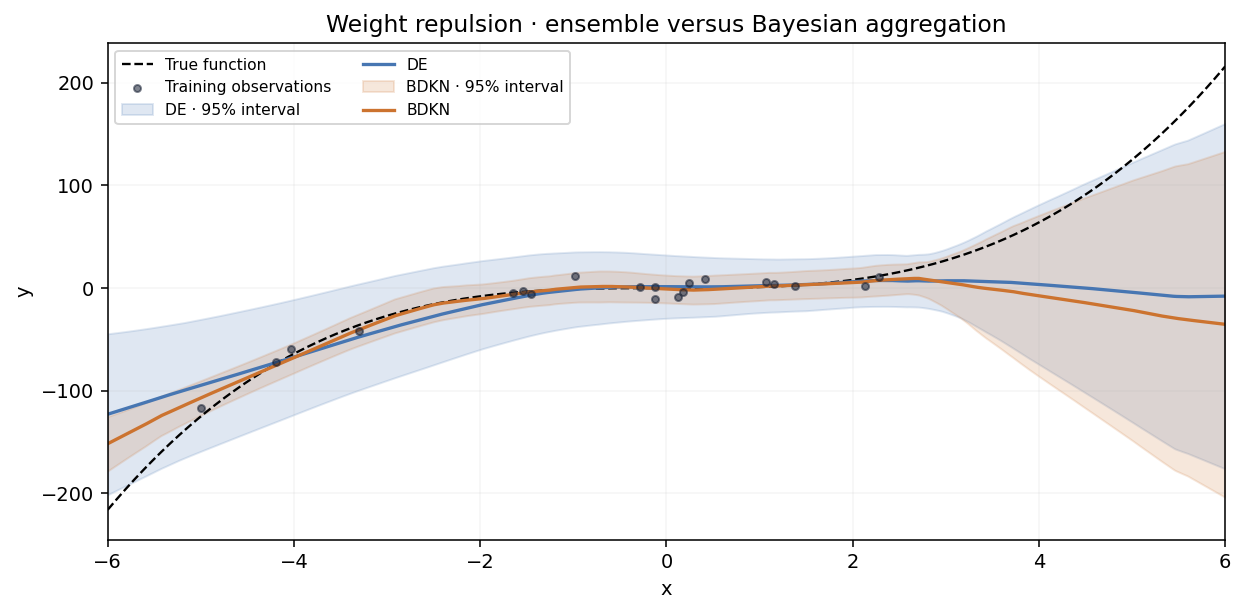 Weight repulsion · ensemble versus Bayesian aggregation
True function
Training observations
DE · 95% interval
DE
BDKN · 95% interval
BDKN
y
200
100
0
−100
−200
−6
−4
−2
0
2
4
6
x